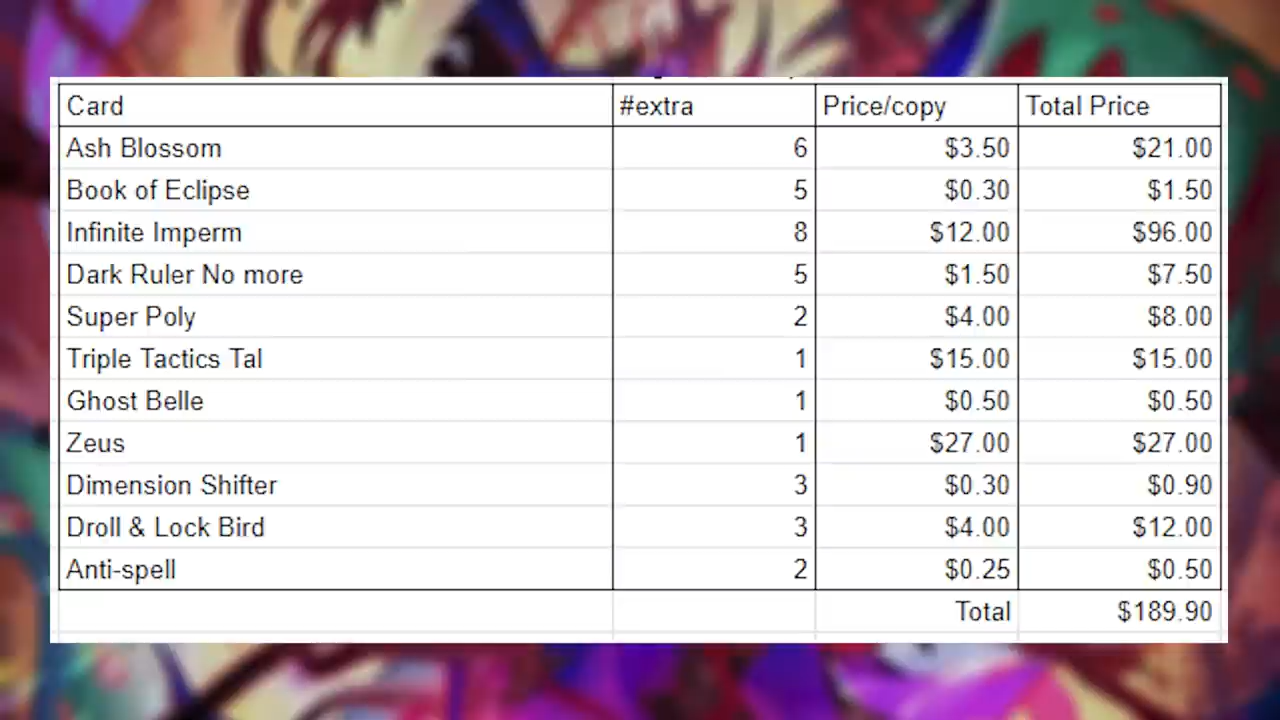 Card #extra Price/copy Total Price
Ash Blossom 6 $3.50 $21.00
Book of Eclipse 5 $0.30 $1.50
Infinite Imperm 8 $12.00 $96.00
Dark Ruler No more 5 $1.50 $7.50
Super Poly 2 $4.00 $8.00
Triple Tactics Tal 1 $15.00 $15.00
Ghost Belle 1 $0.50 $0.50
Zeus 1 $27.00 $27.00
Dimension Shifter 3 $0.30 $0.90
Droll & Lock Bird 3 $4.00 $12.00
Anti-spell 2 $0.25 $0.50
Total $189.90